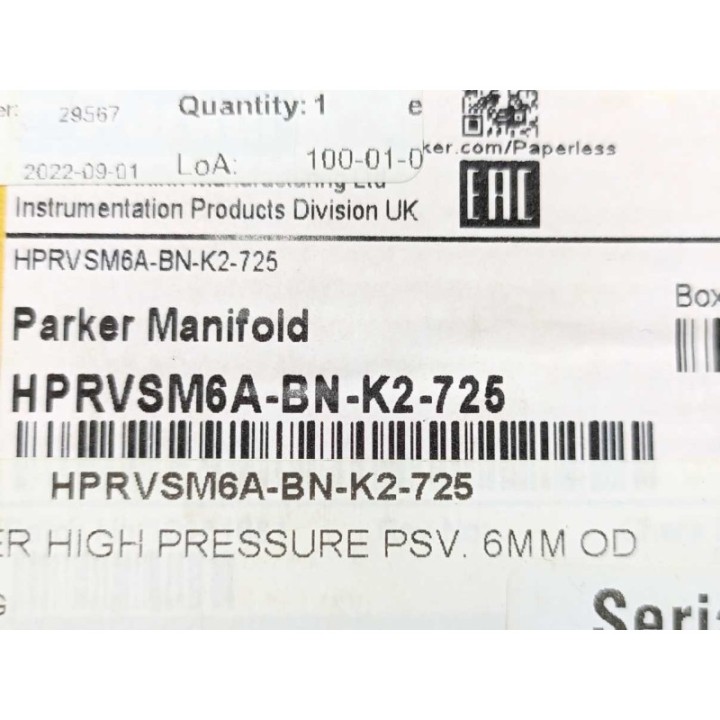 er: 29567 Quantity: 1 e
2022-09-01 LoA: 100-01-0
ker.com/Paperless
Instrumentation Products Division UK
EAC
HPRVSM6A-BN-K2-725
Box
Parker Manifold
HPRVSM6A-BN-K2-725
HPRVSM6A-BN-K2-725
ER HIGH PRESSURE PSV. 6MM OD
G
Seri